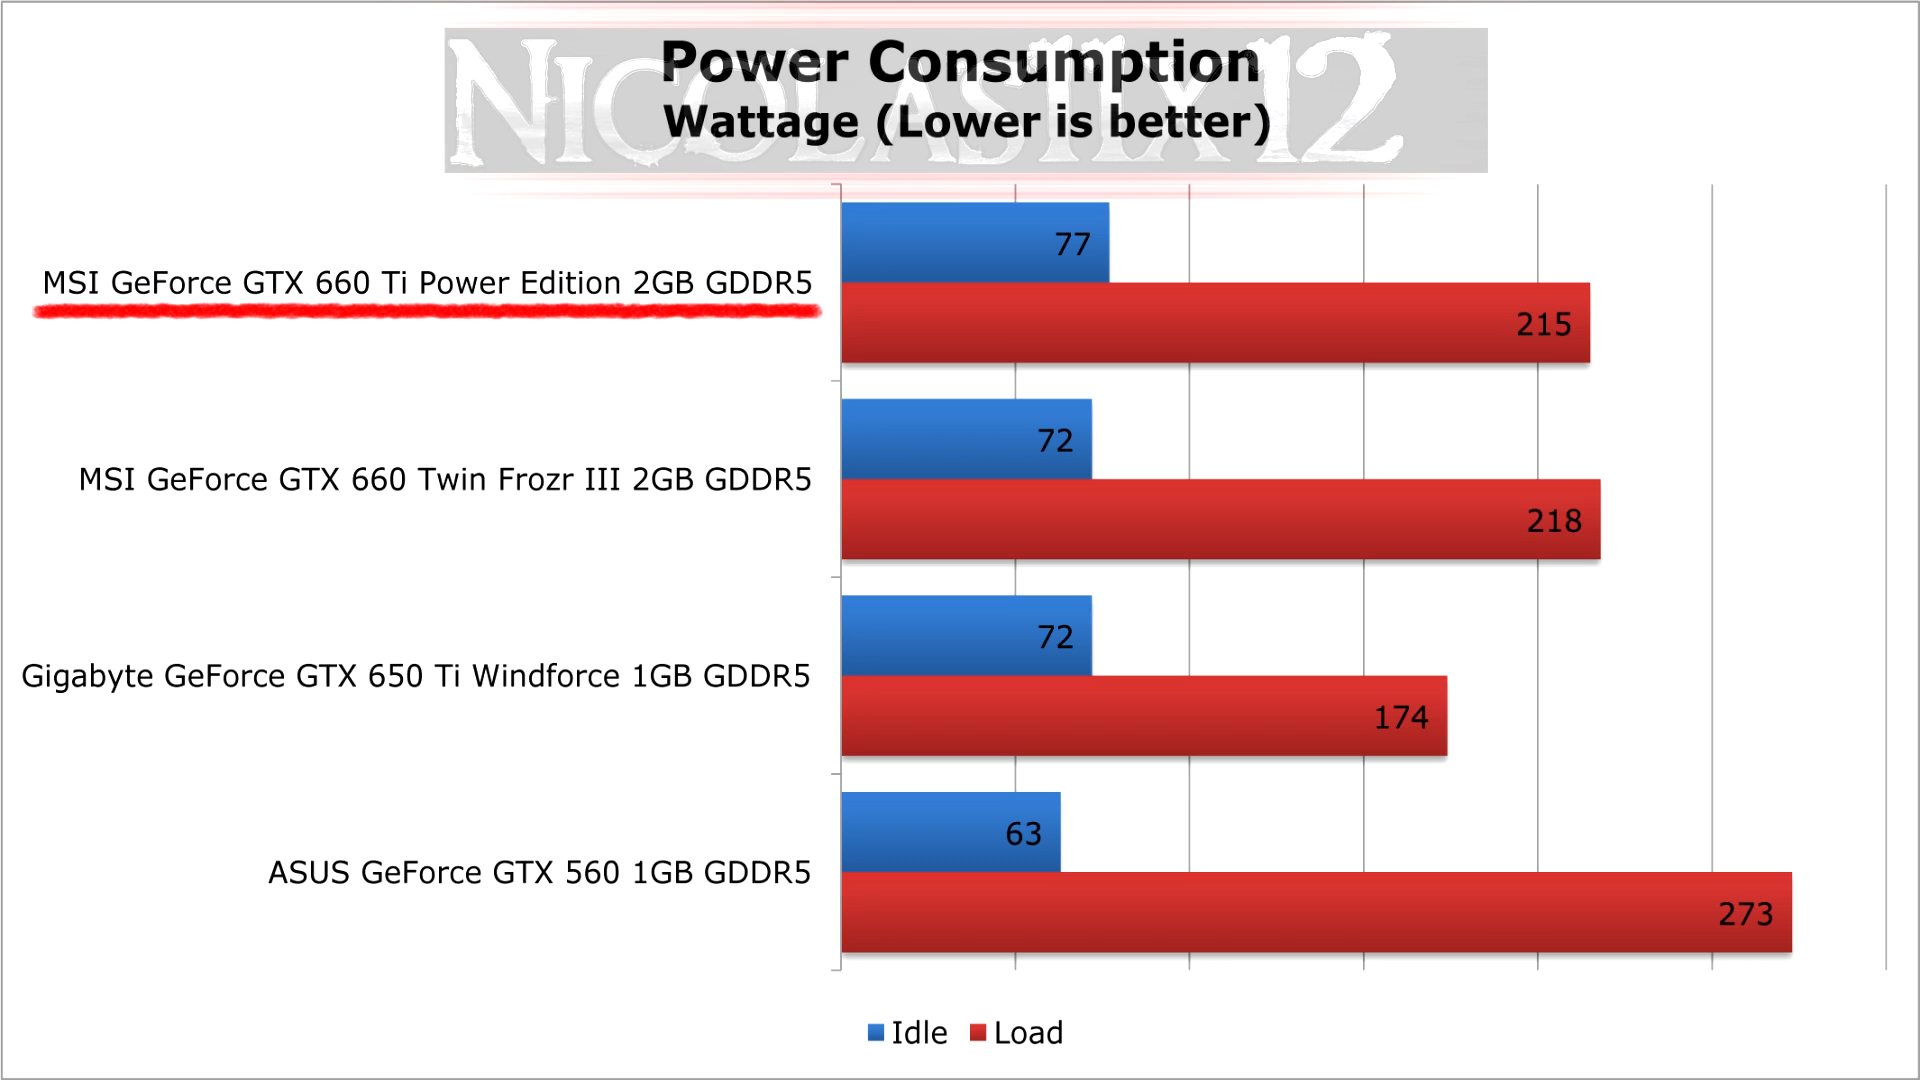 NICOLAS11X12
Power Consumption
Wattage (Lower is better)
MSI GeForce GTX 660 Ti Power Edition 2GB GDDR5
77
215
MSI GeForce GTX 660 Twin Frozr III 2GB GDDR5
72
218
Gigabyte GeForce GTX 650 Ti Windforce 1GB GDDR5
72
174
ASUS GeForce GTX 560 1GB GDDR5
63
273
Idle Load